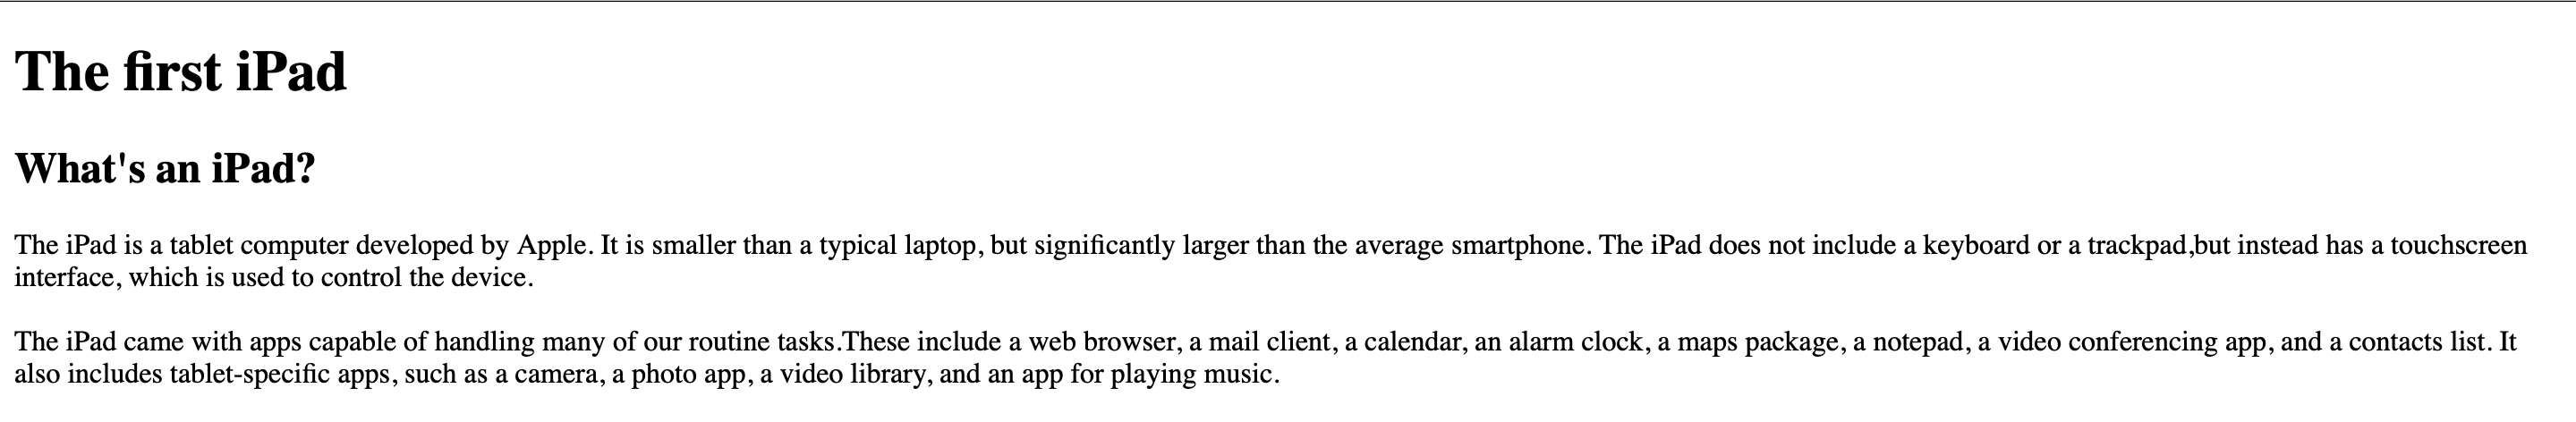 The first iPad
What's an iPad?
The iPad is a tablet computer developed by Apple. It is smaller than a typical laptop, but significantly larger than the average smartphone. The iPad does not include a keyboard or a trackpad,but instead has a touchscreen
interface, which is used to control the device.
The iPad came with apps capable of handling many of our routine tasks.These include a web browser, a mail client, a calendar, an alarm clock, a maps package, a notepad, a video conferencing app, and a contacts list. It
also includes tablet-specific apps, such as a camera, a photo app, a video library, and an app for playing music.